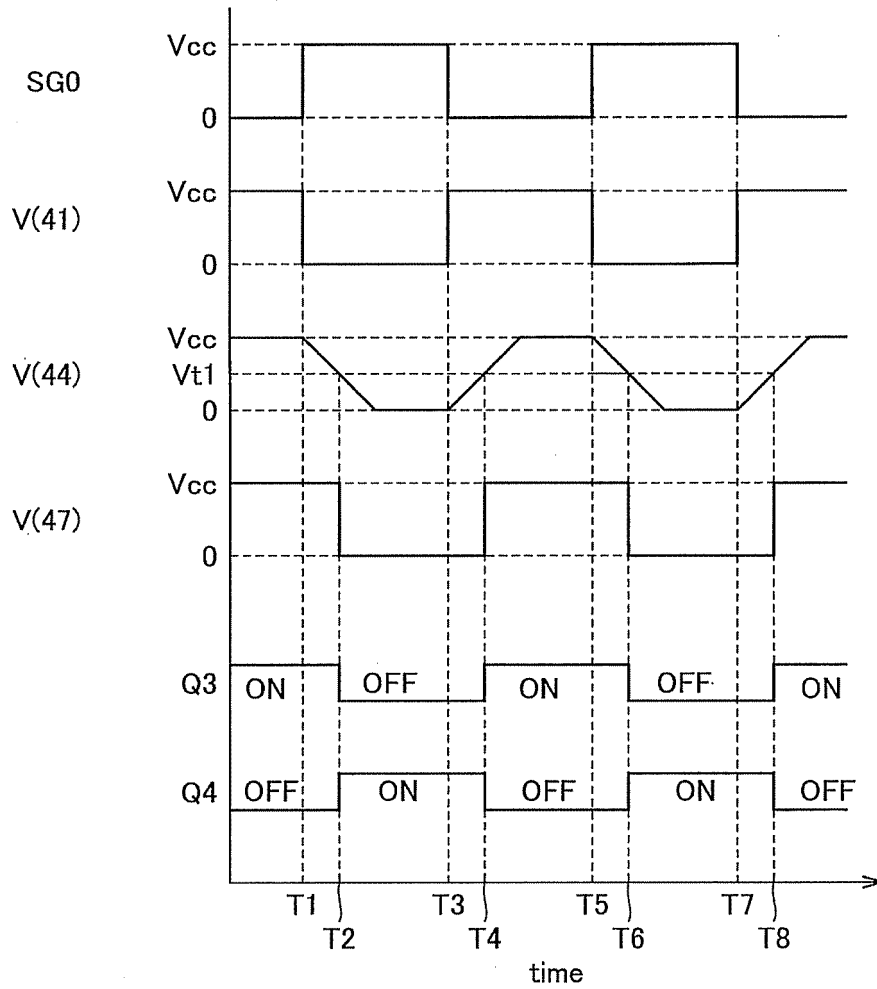 Vcc
SG0
0
Vcc
V(41)
0
Vcc
V(44) Vt1
0
Vcc
V(47)
0
Q3 ON OFF ON OFF ON
Q4 OFF ON OFF ON OFF
T1 T3 T5 T7
T2 T4 T6 T8
time